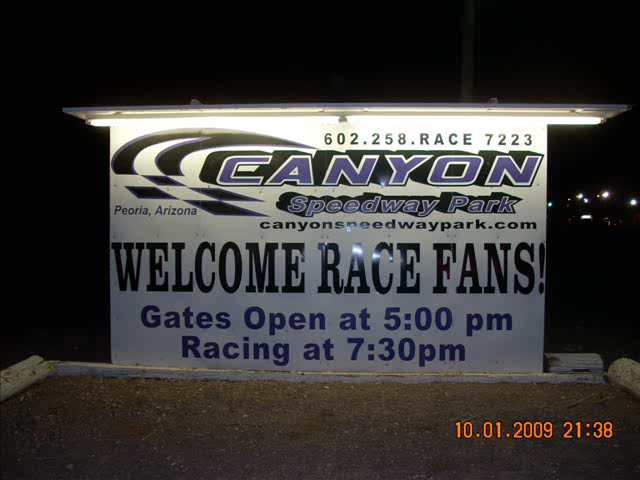 602.258.RACE 7223
CANYON
Speedway Park
Peoria, Arizona
canyonspeedwaypark.com
WELCOME RACE FANS!
Gates Open at 5:00 pm
Racing at 7:30pm
10.01.2009 21:38